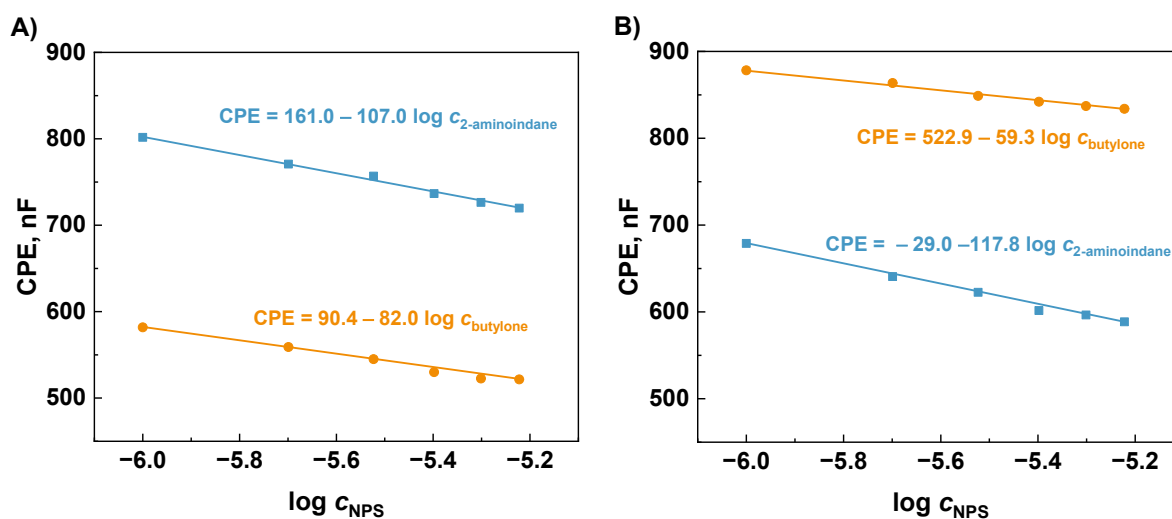 A)
900
800
700
600
500
CPE, nF
CPE = 161.0 – 107.0 log c2-aminoindane
CPE = 90.4 – 82.0 log cbutylone
−6.0 −5.8 −5.6 −5.4 −5.2
log cNPS
B)
900
800
700
600
500
CPE, nF
CPE = 522.9 – 59.3 log cbutylone
CPE = – 29.0 –117.8 log c2-aminoindane
−6.0 −5.8 −5.6 −5.4 −5.2
log cNPS